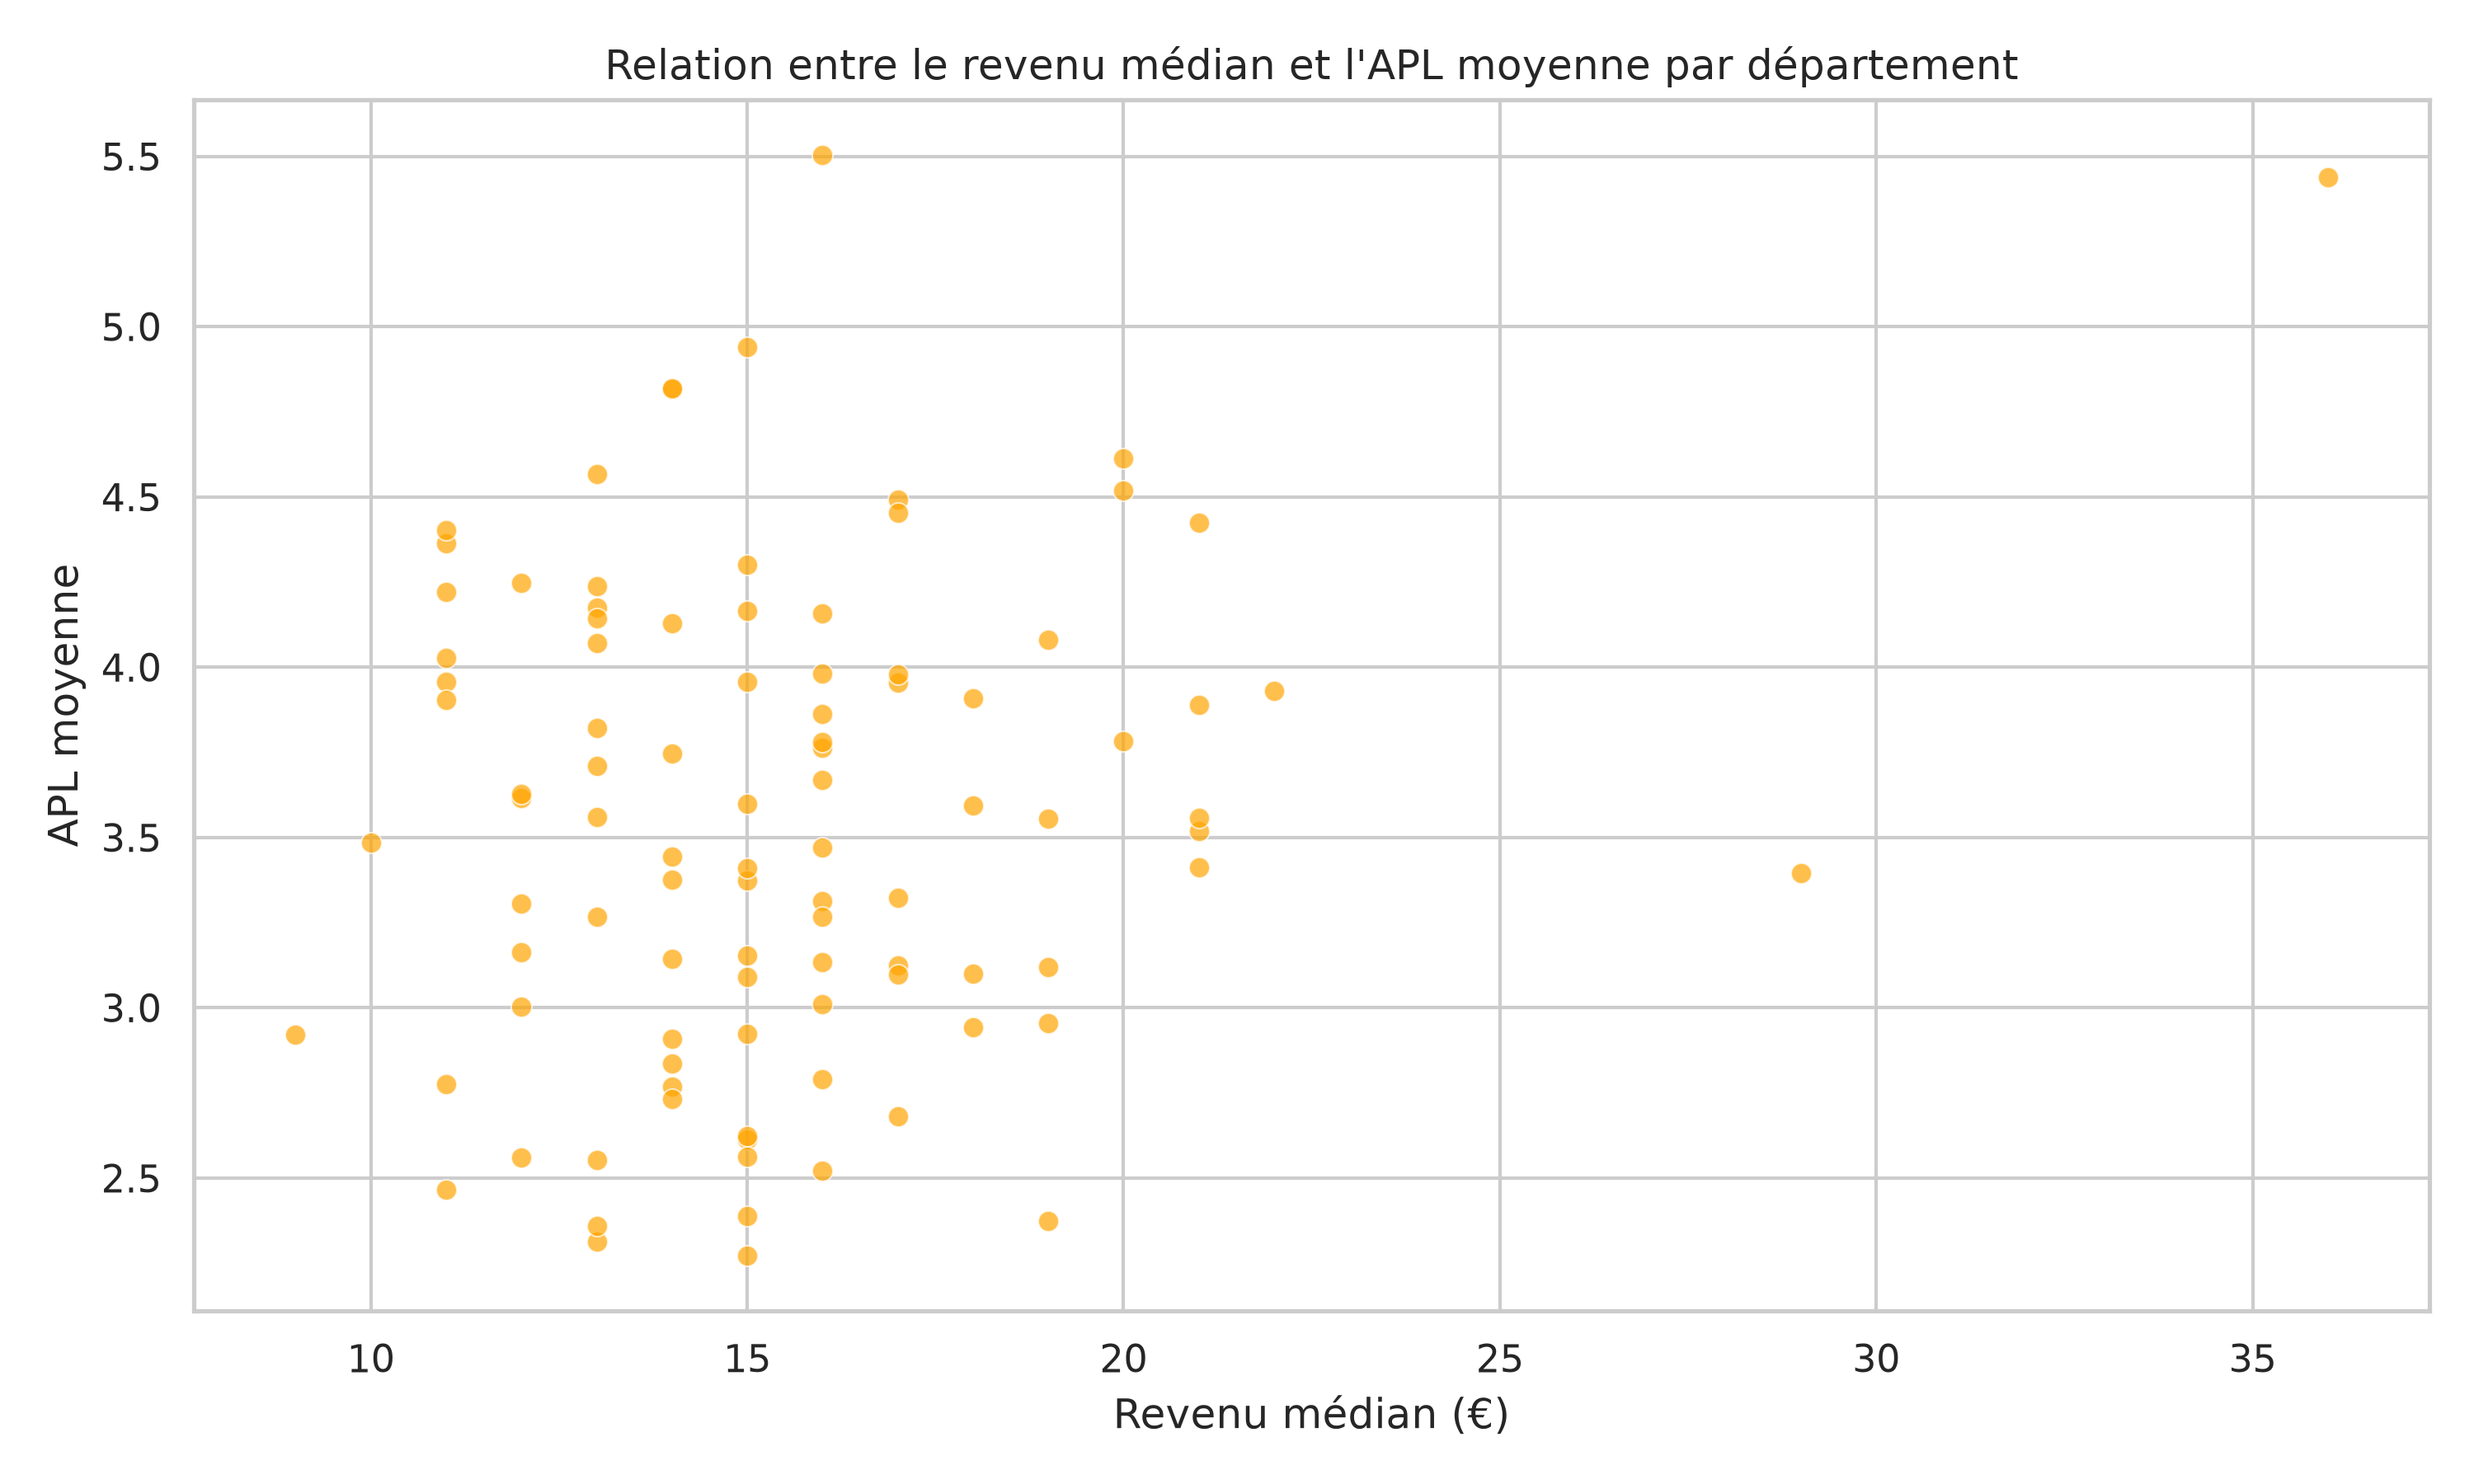 Relation entre le revenu médian et l'APL moyenne par département
5.5
5.0
4.5
4.0
3.5
3.0
2.5
APL moyenne
10 15 20 25 30 35
Revenu médian (€)